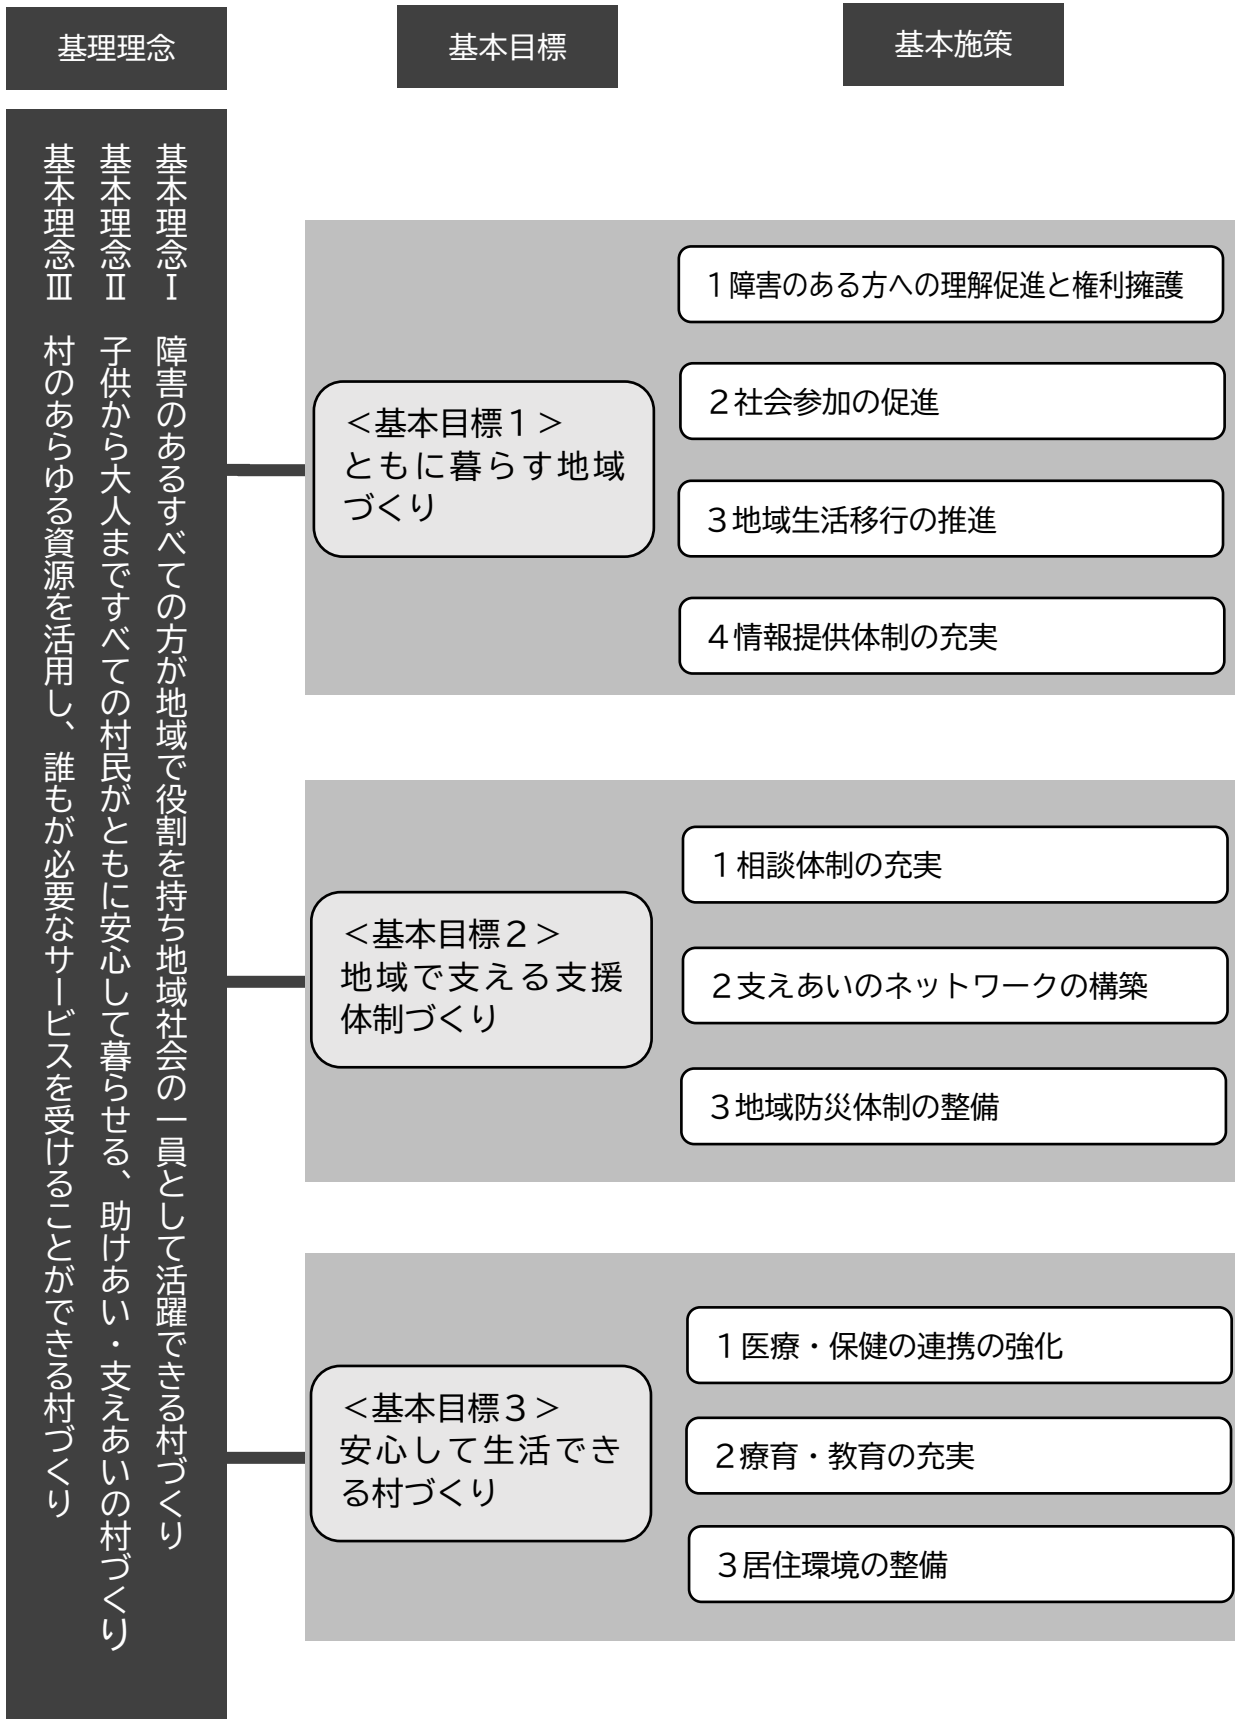 基理理念
基本目標
基本施策
基本理念Ⅰ　障害のあるすべての方が地域で役割を持ち地域社会の一員として活躍できる村づくり
基本理念Ⅱ　子供から大人まですべての村民がともに安心して暮らせる、助けあい・支えあいの村づくり
基本理念Ⅲ　村のあらゆる資源を活用し、誰もが必要なサービスを受けることができる村づくり
＜基本目標１＞
ともに暮らす地域
づくり
１障害のある方への理解促進と権利擁護
２社会参加の促進
３地域生活移行の推進
４情報提供体制の充実
＜基本目標２＞
地域で支える支援
体制づくり
１相談体制の充実
２支えあいのネットワークの構築
３地域防災体制の整備
＜基本目標３＞
安心して生活でき
る村づくり
１医療・保健の連携の強化
２療育・教育の充実
３居住環境の整備